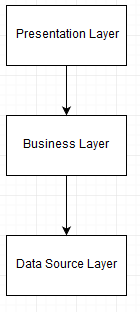 Presentation Layer
Business Layer
Data Source Layer